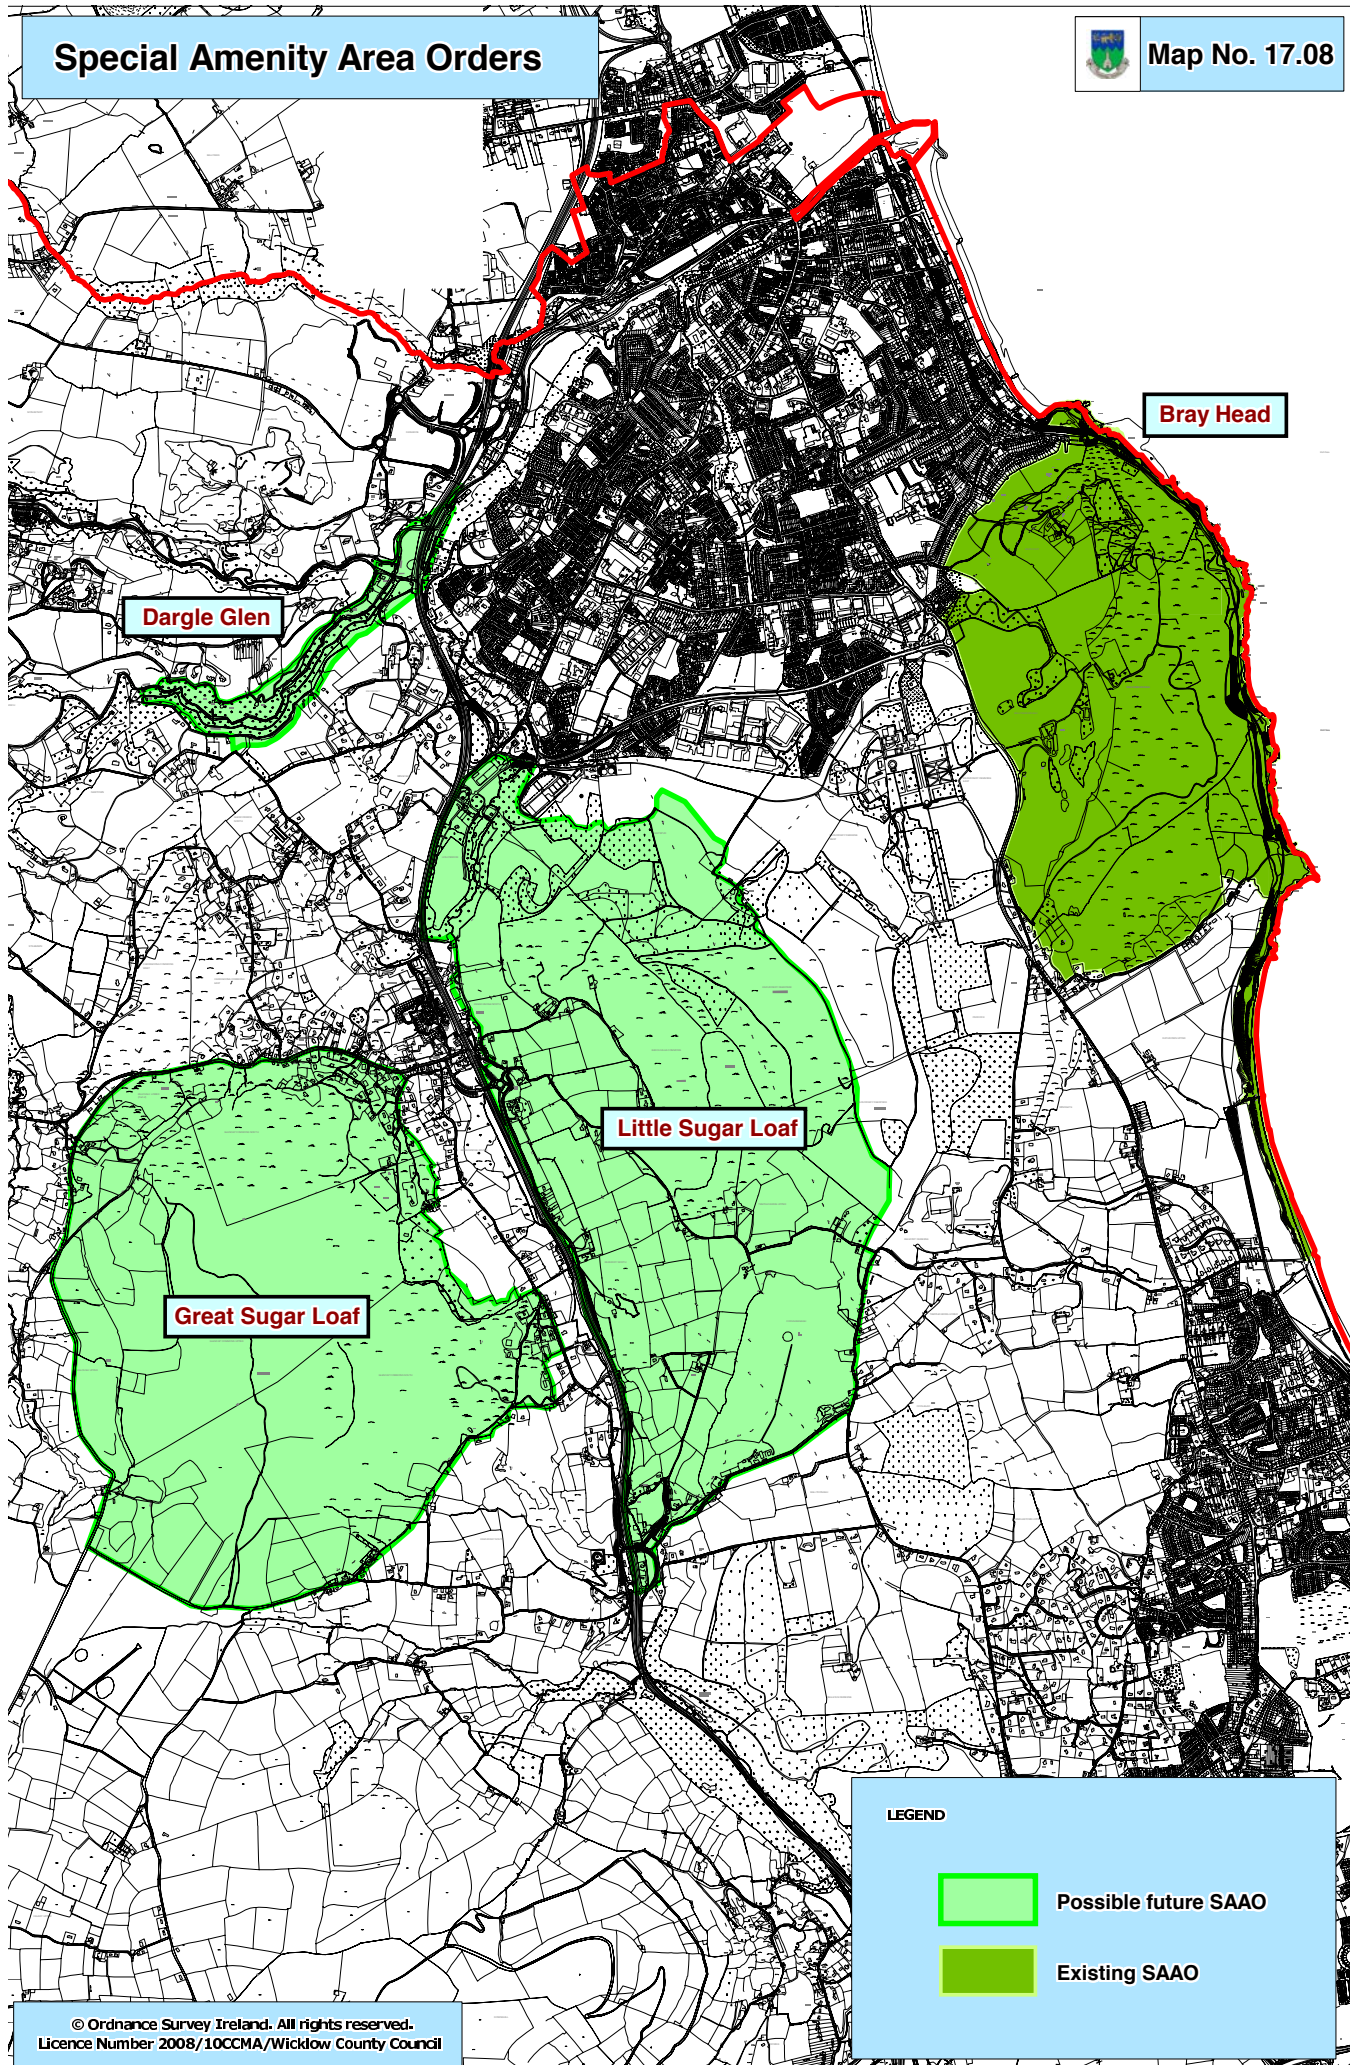 Special Amenity Area Orders
Map No. 17.08
Bray Head
Dargle Glen
Little Sugar Loaf
Great Sugar Loaf
LEGEND
Possible future SAAO
Existing SAAO
© Ordnance Survey Ireland. All rights reserved.
Licence Number 2008/10CCMA/Wicklow County Council